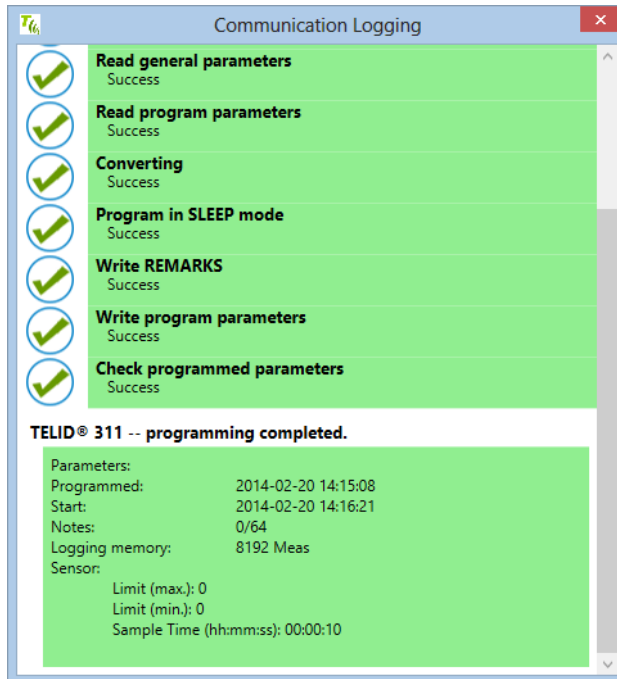 Communication Logging
Read general parameters
Success
Read program parameters
Success
Converting
Success
Program in SLEEP mode
Success
Write REMARKS
Success
Write program parameters
Success
Check programmed parameters
Success
TELID® 311 -- programming completed.
Parameters:
Programmed: 2014-02-20 14:15:08
Start: 2014-02-20 14:16:21
Notes: 0/64
Logging memory: 8192 Meas
Sensor:
Limit (max.): 0
Limit (min.): 0
Sample Time (hh:mm:ss): 00:00:10